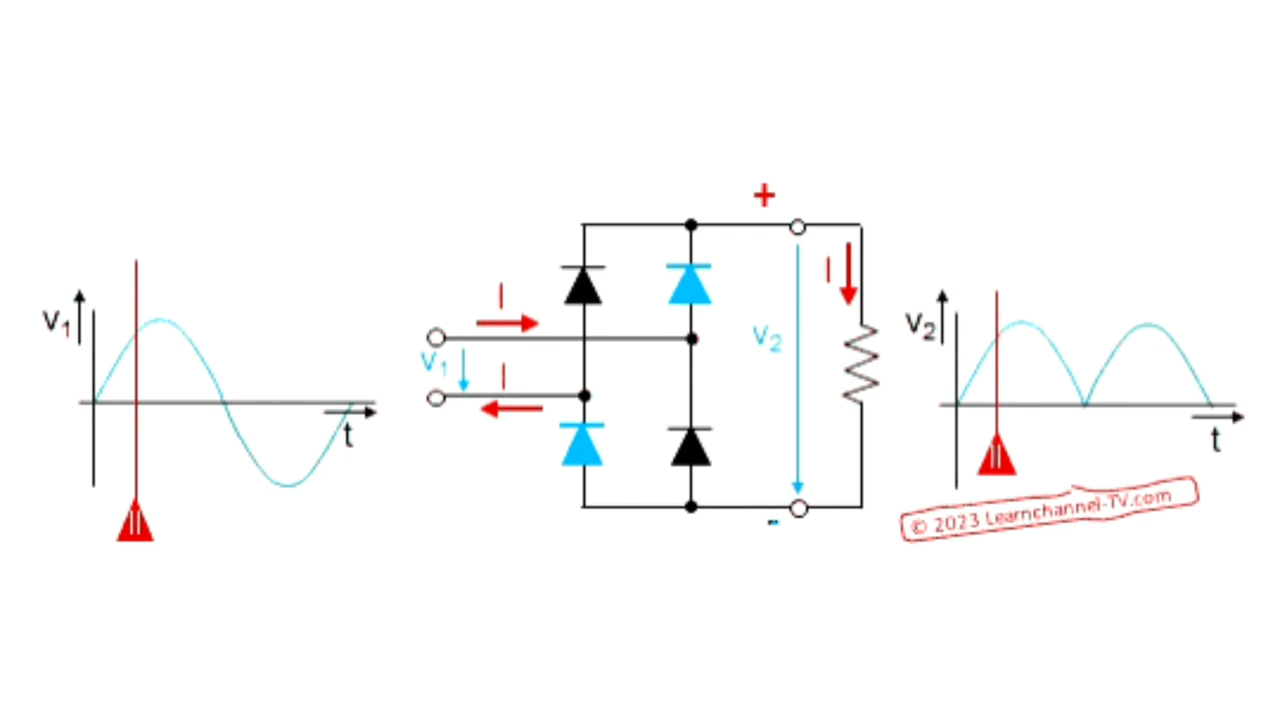 +
I
I
V₁
V₁
I
V₂
V₂
t
t
-
© 2023 Learnchannel-TV.com